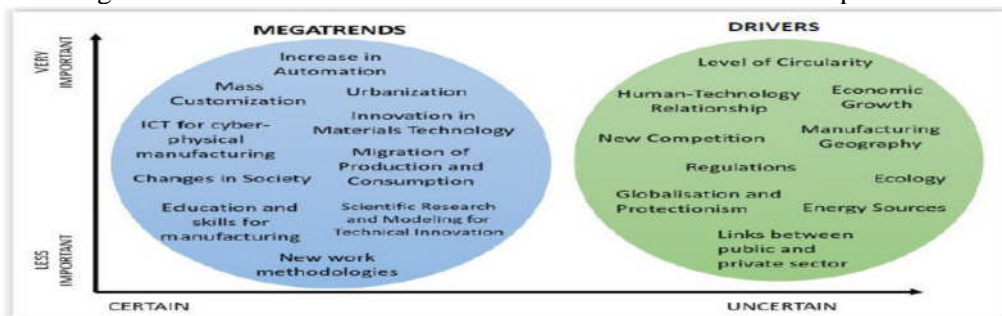 MEGATRENDS
DRIVERS
VERY
IMPORTANT
LESS
IMPORTANT
Increase in
Automation
Mass
Customization
Urbanization
ICT for cyber-
physical
manufacturing
Innovation in
Materials Technology
Migration of
Production and
Consumption
Changes in Society
Education and
skills for
manufacturing
Scientific Research
and Modeling for
Technical Innovation
New work
methodologies
Level of Circularity
Human-Technology
Relationship
Economic
Growth
New Competition
Manufacturing
Geography
Regulations
Ecology
Globalisation and
Protectionism
Energy Sources
Links between
public and
private sector
CERTAIN
UNCERTAIN